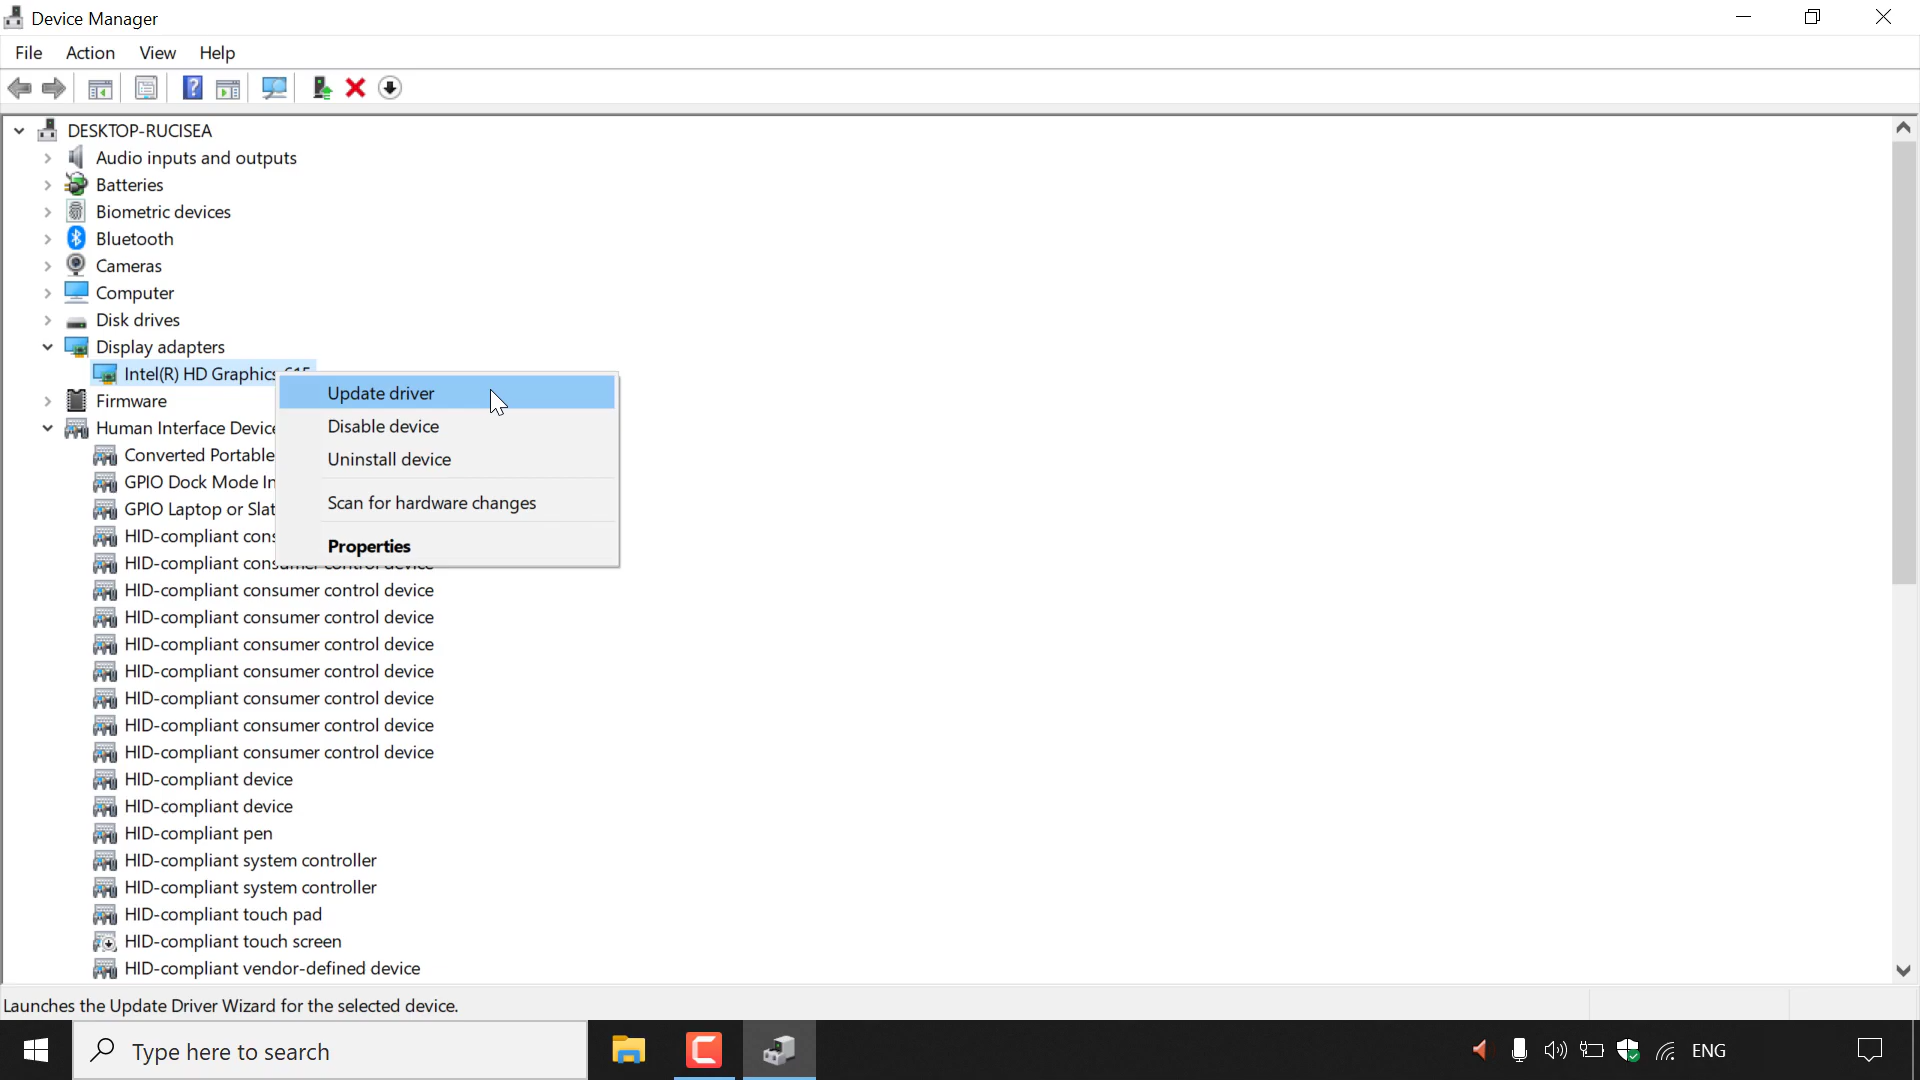 Device Manager
File Action View Help
DESKTOP-RUCISEA
Audio inputs and outputs
Batteries
Biometric devices
Bluetooth
Cameras
Computer
Disk drives
Display adapters
Intel(R) HD Graphics
Update driver
Firmware
Disable device
Human Interface Device
Converted Portable
Uninstall device
GPIO Dock Mode In
Scan for hardware changes
GPIO Laptop or Slat
HID-compliant cons
Properties
HID-compliant consumer control device
HID-compliant consumer control device
HID-compliant consumer control device
HID-compliant consumer control device
HID-compliant consumer control device
HID-compliant consumer control device
HID-compliant consumer control device
HID-compliant consumer control device
HID-compliant device
HID-compliant device
HID-compliant pen
HID-compliant system controller
HID-compliant system controller
HID-compliant touch pad
HID-compliant touch screen
HID-compliant vendor-defined device
Launches the Update Driver Wizard for the selected device.
Type here to search
ENG